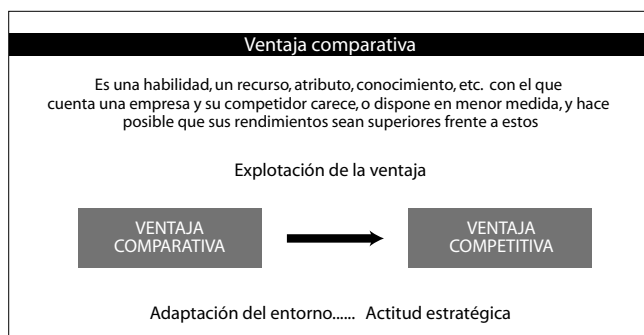 Ventaja comparativa
Es una habilidad, un recurso, atributo, conocimiento, etc. con el que
cuenta una empresa y su competidor carece, o dispone en menor medida, y hace
posible que sus rendimientos sean superiores frente a estos
Explotación de la ventaja
VENTAJA
COMPARATIVA
VENTAJA
COMPETITIVA
Adaptación del entorno...... Actitud estratégica